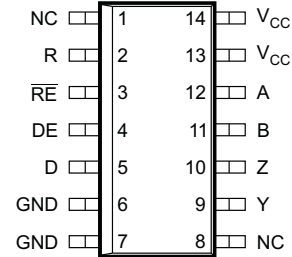 NC 1 14 VCC
R 2 13 VCC
RE 3 12 A
DE 4 11 B
D 5 10 Z
GND 6 9 Y
GND 7 8 NC